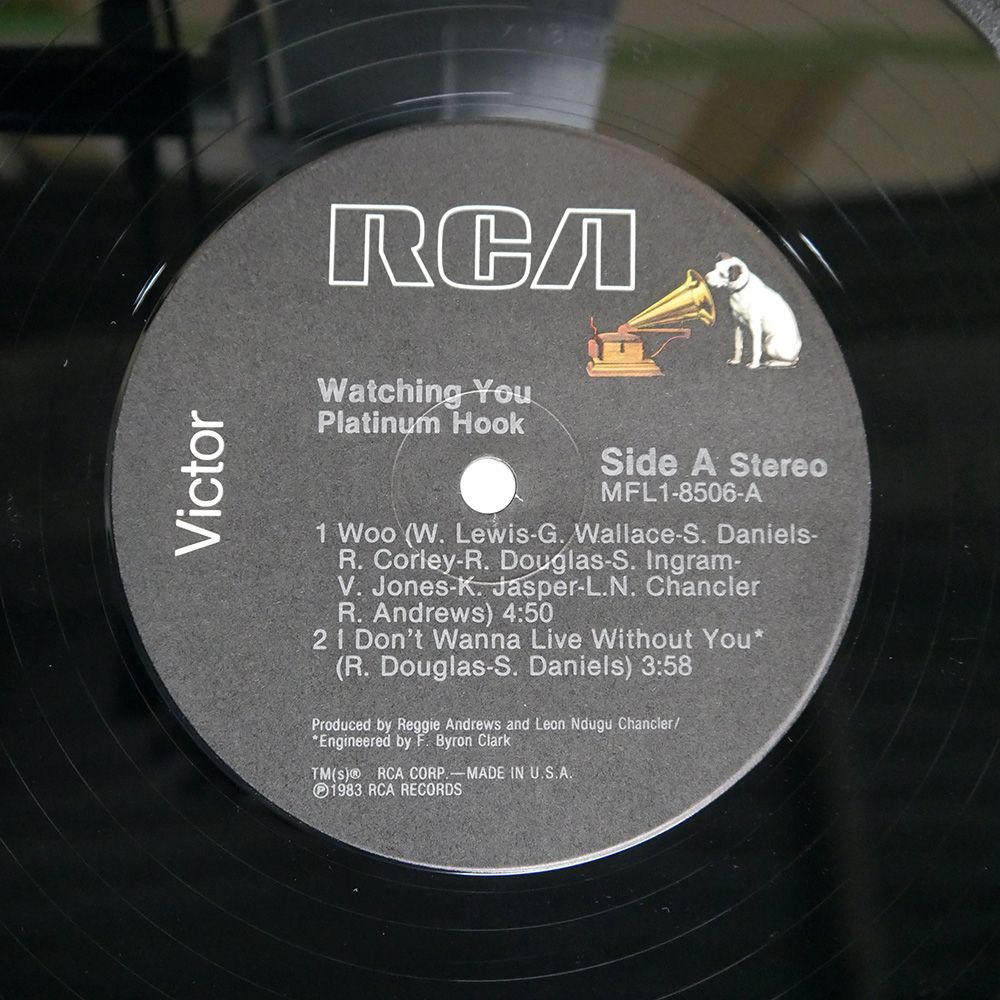 RCA
Victor
Watching You
Platinum Hook
Side A Stereo
MFL1-8506-A
1 Woo (W. Lewis-G. Wallace-S. Daniels-
R. Corley-R. Douglas-S. Ingram-
V. Jones-K. Jasper-L.N. Chancler
R. Andrews) 4:50
2 I Don't Wanna Live Without You*
(R. Douglas-S. Daniels) 3:58
Produced by Reggie Andrews and Leon Ndugu Chancler/
*Engineered by F. Byron Clark
TM(s)® RCA CORP.—MADE IN U.S.A.
℗1983 RCA RECORDS